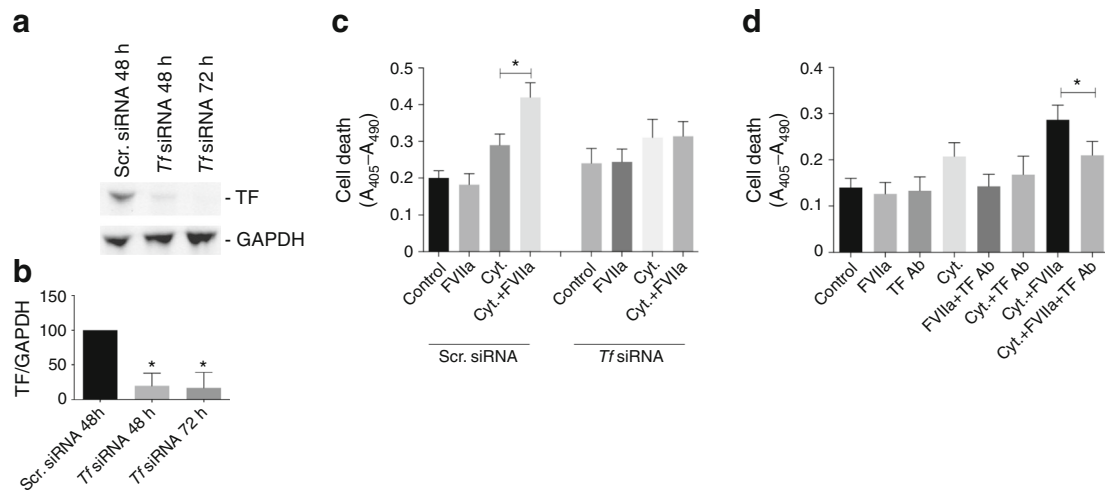 a
Scr. siRNA 48 h
Tf siRNA 48 h
Tf siRNA 72 h
- TF
- GAPDH
b
TF/GAPDH
150
100
50
0
* *
Scr. siRNA 48h
Tf siRNA 48 h
Tf siRNA 72 h
c
Cell death
(A405–A490)
0.5
0.4
0.3
0.2
0.1
0
*
Control
FVIIa
Cyt.
Cyt.+FVIIa
Control
FVIIa
Cyt.
Cyt.+FVIIa
Scr. siRNA
Tf siRNA
d
Cell death
(A405–A490)
0.4
0.3
0.2
0.1
0
*
Control
FVIIa
TF Ab
Cyt.
FVIIa+TF Ab
Cyt.+TF Ab
Cyt.+FVIIa
Cyt.+FVIIa+TF Ab